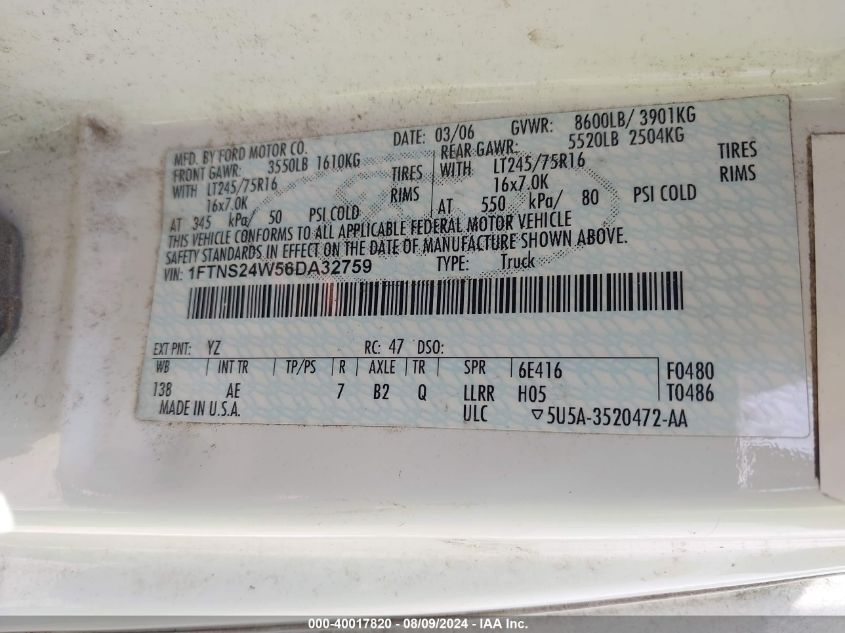 MFD. BY FORD MOTOR CO. DATE: 03/06 GVWR: 8600LB/ 3901KG
FRONT GAWR: 3550LB 1610KG REAR GAWR: 5520LB 2504KG
WITH LT245/75R16 TIRES WITH LT245/75R16 TIRES
16x7.0K RIMS 16x7.0K RIMS
AT 345 kPa/ 50 PSI COLD AT 550 kPa/ 80 PSI COLD
THIS VEHICLE CONFORMS TO ALL APPLICABLE FEDERAL MOTOR VEHICLE
SAFETY STANDARDS IN EFFECT ON THE DATE OF MANUFACTURE SHOWN ABOVE.
VIN: 1FTNS24W56DA32759 TYPE: Truck
EXT PNT: YZ RC: 47 DSO:
WB INT TR TP/PS R AXLE TR SPR 6E416 F0480
138 AE 7 B2 Q LLRR H05 T0486
MADE IN U.S.A. ULC ▽5U5A-3520472-AA
000-40017820 - 08/09/2024 - IAA